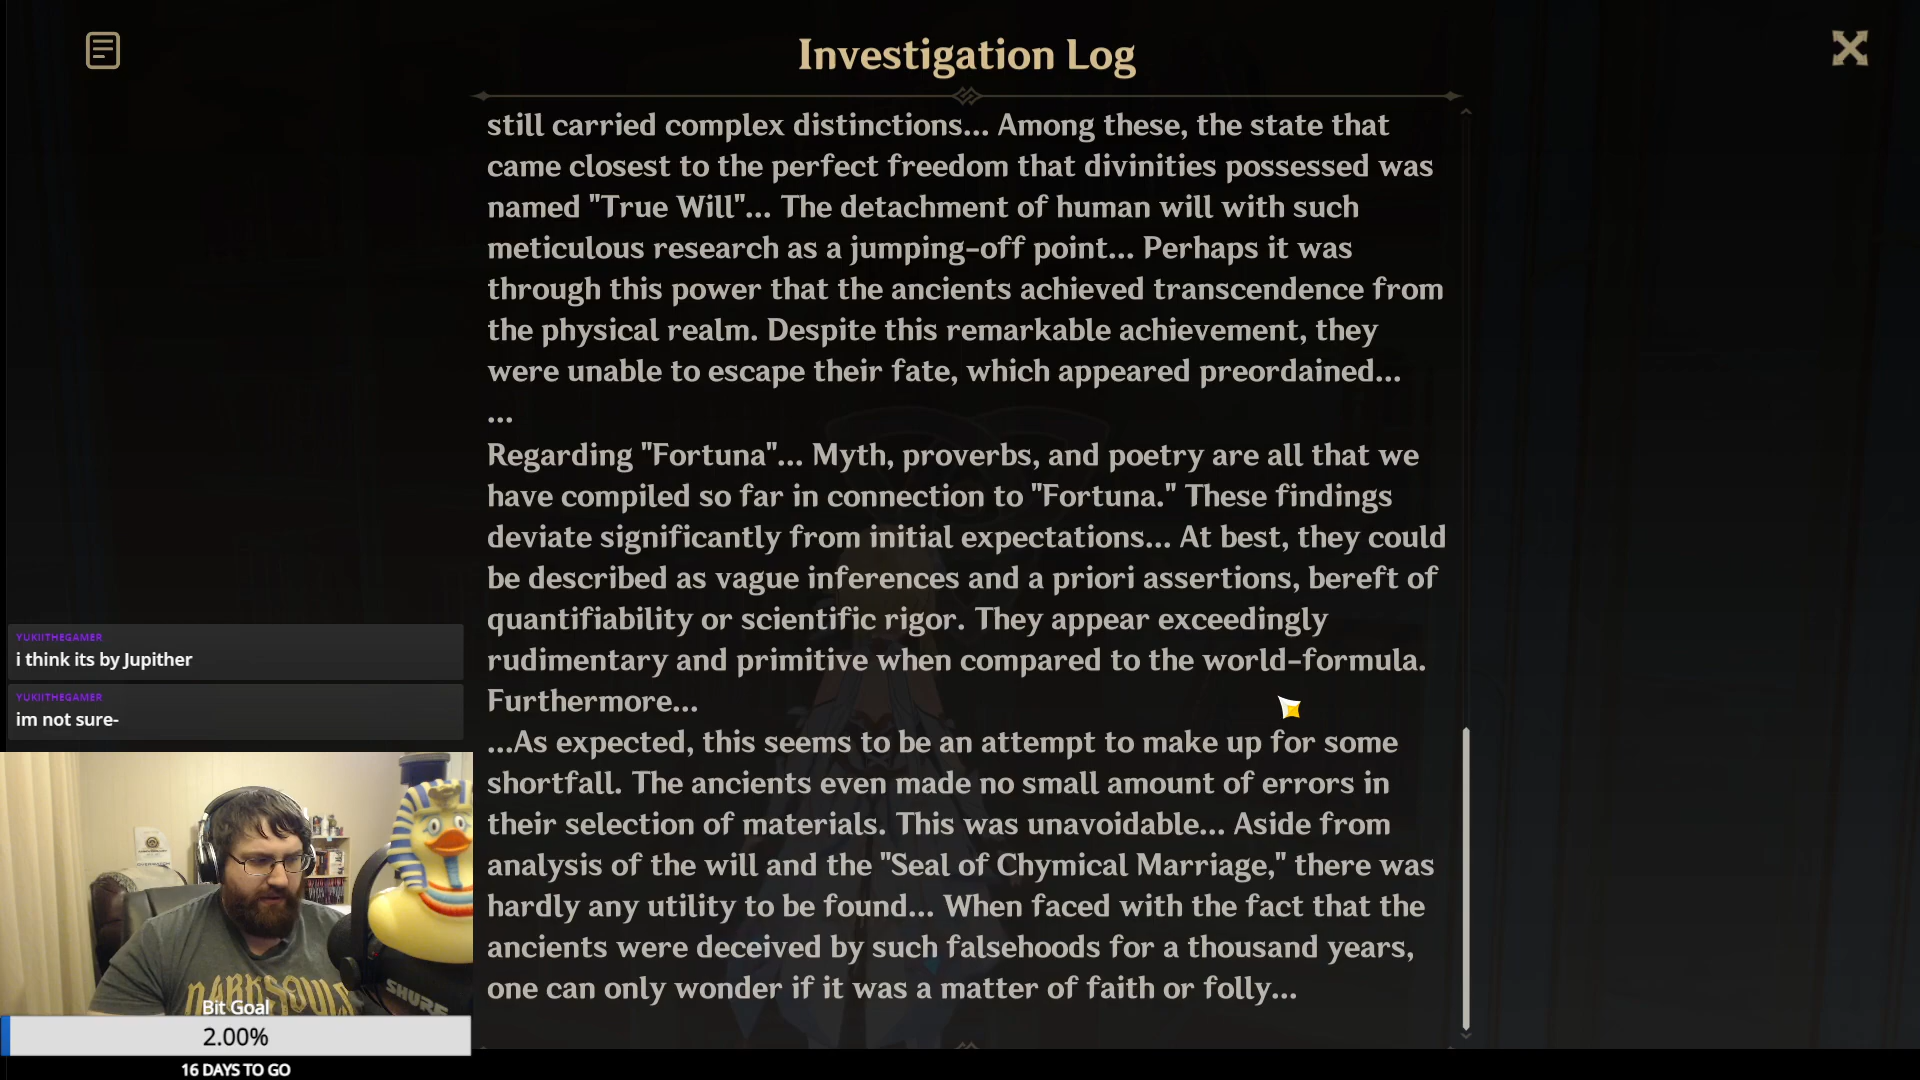 Investigation Log
still carried complex distinctions... Among these, the state that
came closest to the perfect freedom that divinities possessed was
named "True Will"... The detachment of human will with such
meticulous research as a jumping-off point... Perhaps it was
through this power that the ancients achieved transcendence from
the physical realm. Despite this remarkable achievement, they
were unable to escape their fate, which appeared preordained...
...
Regarding "Fortuna"... Myth, proverbs, and poetry are all that we
have compiled so far in connection to "Fortuna." These findings
deviate significantly from initial expectations... At best, they could
be described as vague inferences and a priori assertions, bereft of
quantifiability or scientific rigor. They appear exceedingly
rudimentary and primitive when compared to the world-formula.
Furthermore...
...As expected, this seems to be an attempt to make up for some
shortfall. The ancients even made no small amount of errors in
their selection of materials. This was unavoidable... Aside from
analysis of the will and the "Seal of Chymical Marriage," there was
hardly any utility to be found... When faced with the fact that the
ancients were deceived by such falsehoods for a thousand years,
one can only wonder if it was a matter of faith or folly...
YUKIITHEGAMER
i think its by Jupither
YUKIITHEGAMER
im not sure-
DARKSOULS
SHURE
Bit Goal
2.00%
16 DAYS TO GO